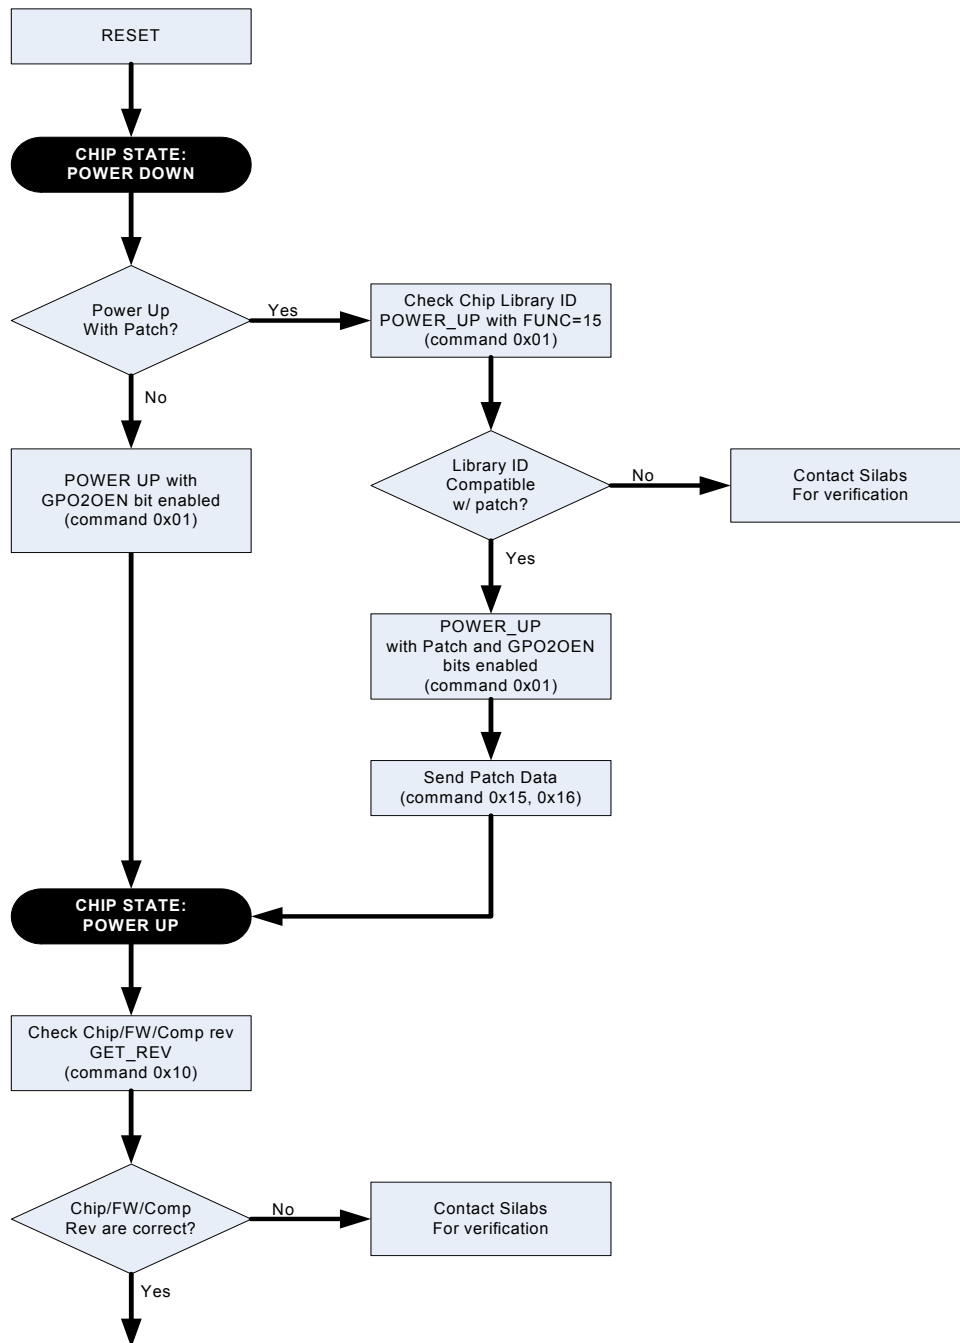 RESET
CHIP STATE:
POWER DOWN
Power Up
With Patch?
Yes
Check Chip Library ID
POWER_UP with FUNC=15
(command 0x01)
No
POWER UP with
GPO2OEN bit enabled
(command 0x01)
Library ID
Compatible
w/ patch?
No
Contact Silabs
For verification
Yes
POWER_UP
with Patch and GPO2OEN
bits enabled
(command 0x01)
Send Patch Data
(command 0x15, 0x16)
CHIP STATE:
POWER UP
Check Chip/FW/Comp rev
GET_REV
(command 0x10)
Chip/FW/Comp
Rev are correct?
No
Contact Silabs
For verification
Yes